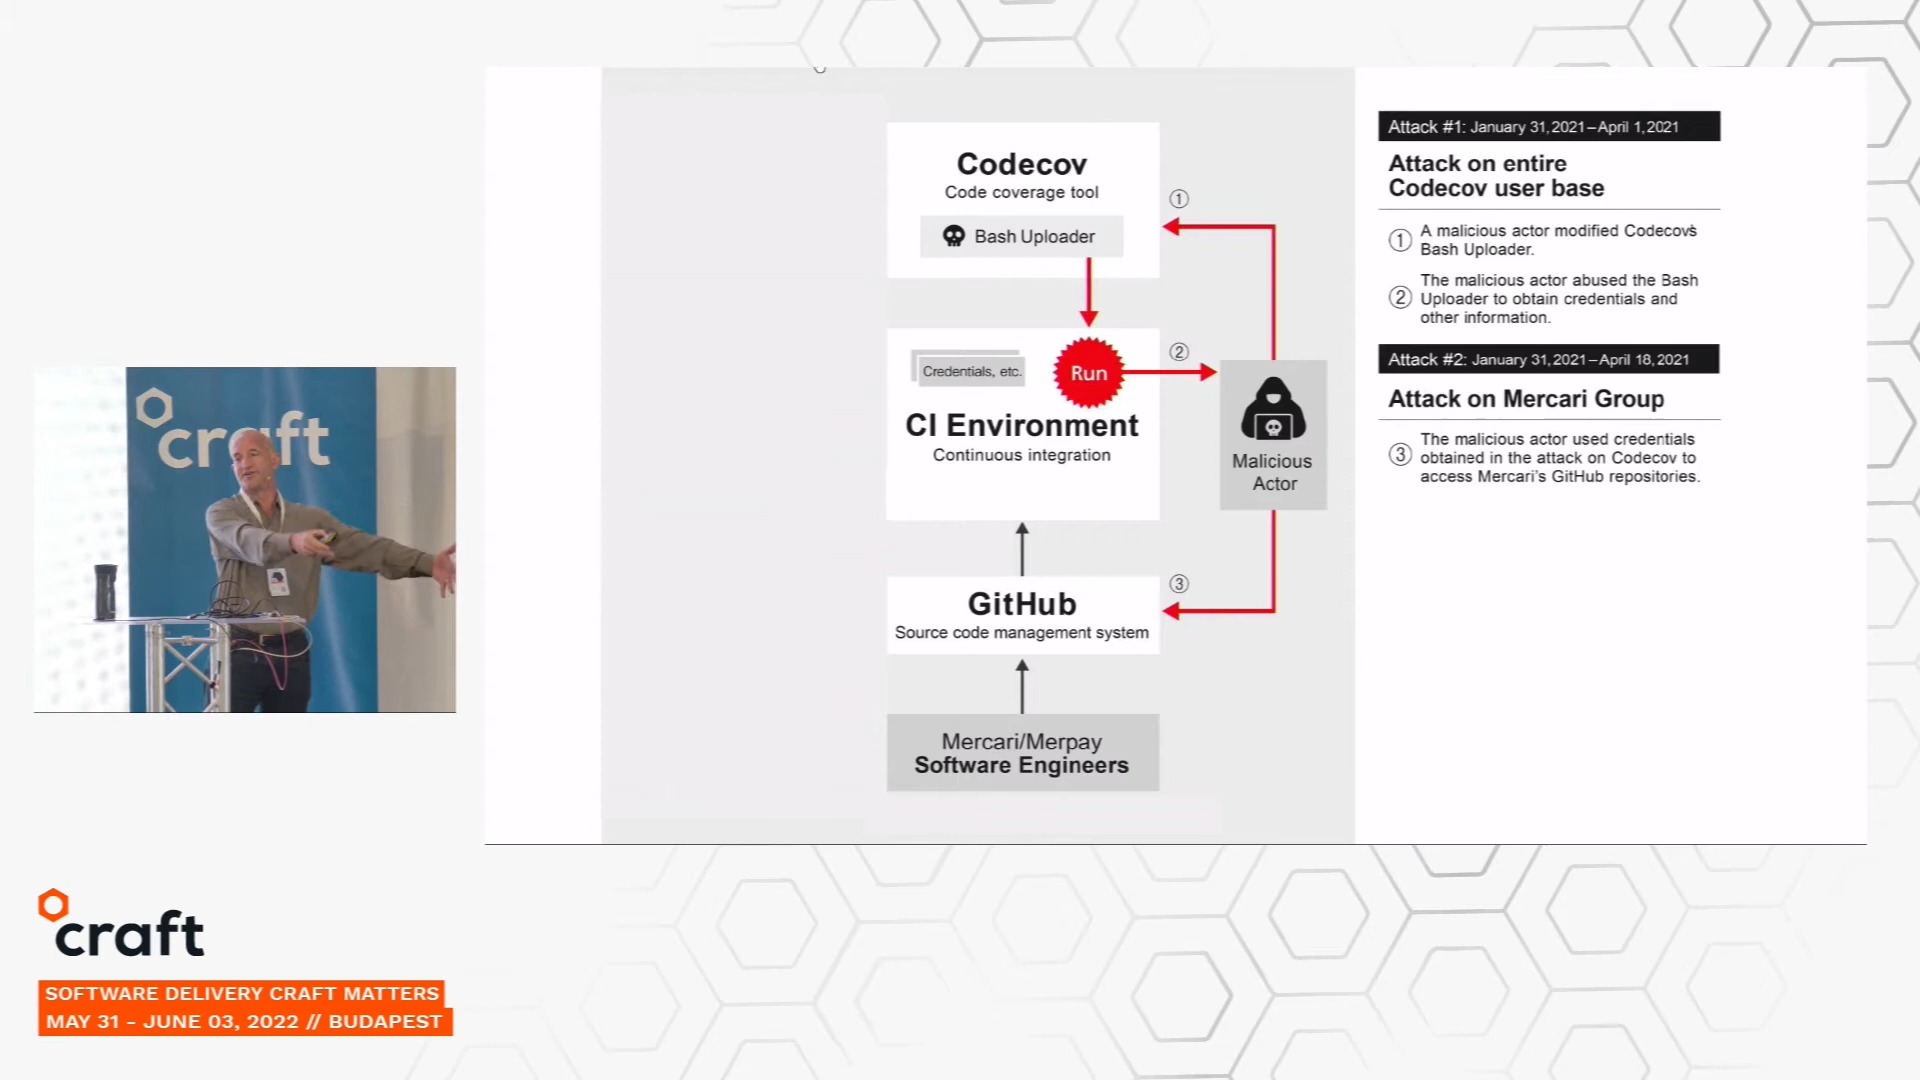 craft
Codecov
Code coverage tool
Bash Uploader
①
Credentials, etc.
Run
②
CI Environment
Continuous integration
Malicious
Actor
GitHub
Source code management system
③
Mercari/Merpay
Software Engineers
Attack #1: January 31, 2021–April 1, 2021
Attack on entire
Codecov user base
① A malicious actor modified Codecov's
Bash Uploader.
② The malicious actor abused the Bash
Uploader to obtain credentials and
other information.
Attack #2: January 31, 2021–April 18, 2021
Attack on Mercari Group
③ The malicious actor used credentials
obtained in the attack on Codecov to
access Mercari's GitHub repositories.
craft
SOFTWARE DELIVERY CRAFT MATTERS
MAY 31 - JUNE 03, 2022 // BUDAPEST